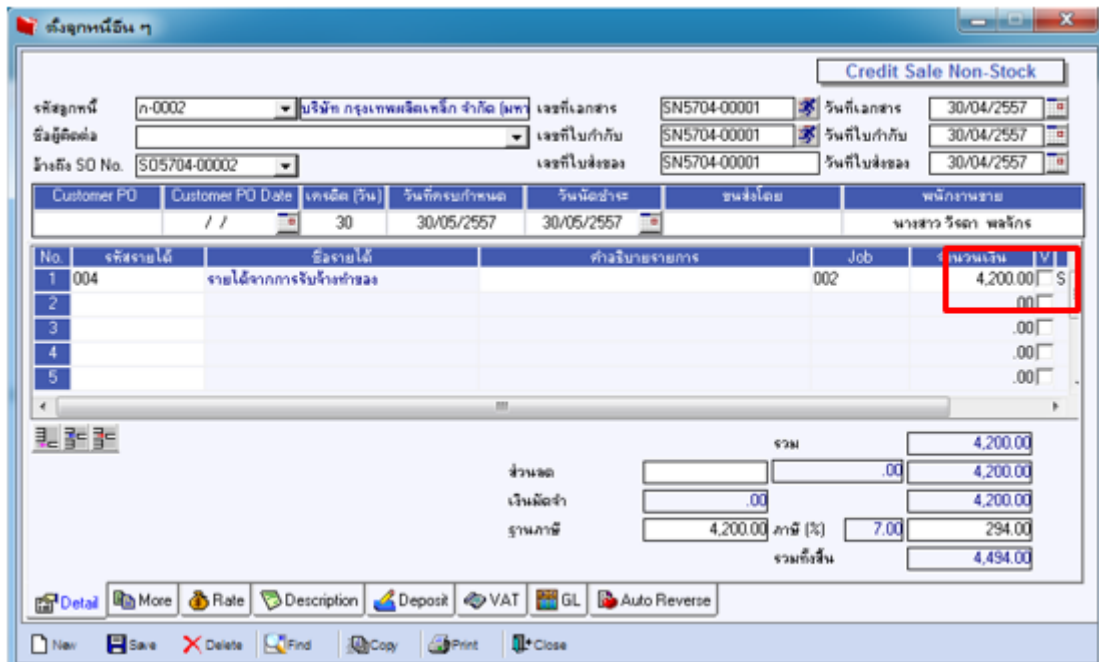 ตั้งลูกหนี้อื่น ๆ
Credit Sale Non-Stock
รหัสลูกหนี้ ก-0002 บริษัท กรุงเทพผลิตเหล็ก จำกัด (มหา เลขที่เอกสาร SN5704-00001 วันที่เอกสาร 30/04/2557
ชื่อผู้ติดต่อ เลขที่ใบกำกับ SN5704-00001 วันที่ใบกำกับ 30/04/2557
อ้างถึง SO No. SO5704-00002 เลขที่ใบส่งของ SN5704-00001 วันที่ใบส่งของ 30/04/2557
Customer PO Customer PO Date เครดิต (วัน) วันที่ครบกำหนด วันนัดชำระ ขนส่งโดย พนักงานขาย
/ / 30 30/05/2557 30/05/2557 นางสาว วีรดา พลจักร
No. รหัสรายได้ ชื่อรายได้ คำอธิบายรายการ Job จำนวนเงิน V
1 004 รายได้จากการรับจ้างทำของ 002 4,200.00 S
2 .00
3 .00
4 .00
5 .00
รวม 4,200.00
ส่วนลด .00 4,200.00
เงินมัดจำ .00 4,200.00
ฐานภาษี 4,200.00 ภาษี (%) 7.00 294.00
รวมทั้งสิ้น 4,494.00
Detail More Rate Description Deposit VAT GL Auto Reverse
New Save Delete Find Copy Print Close